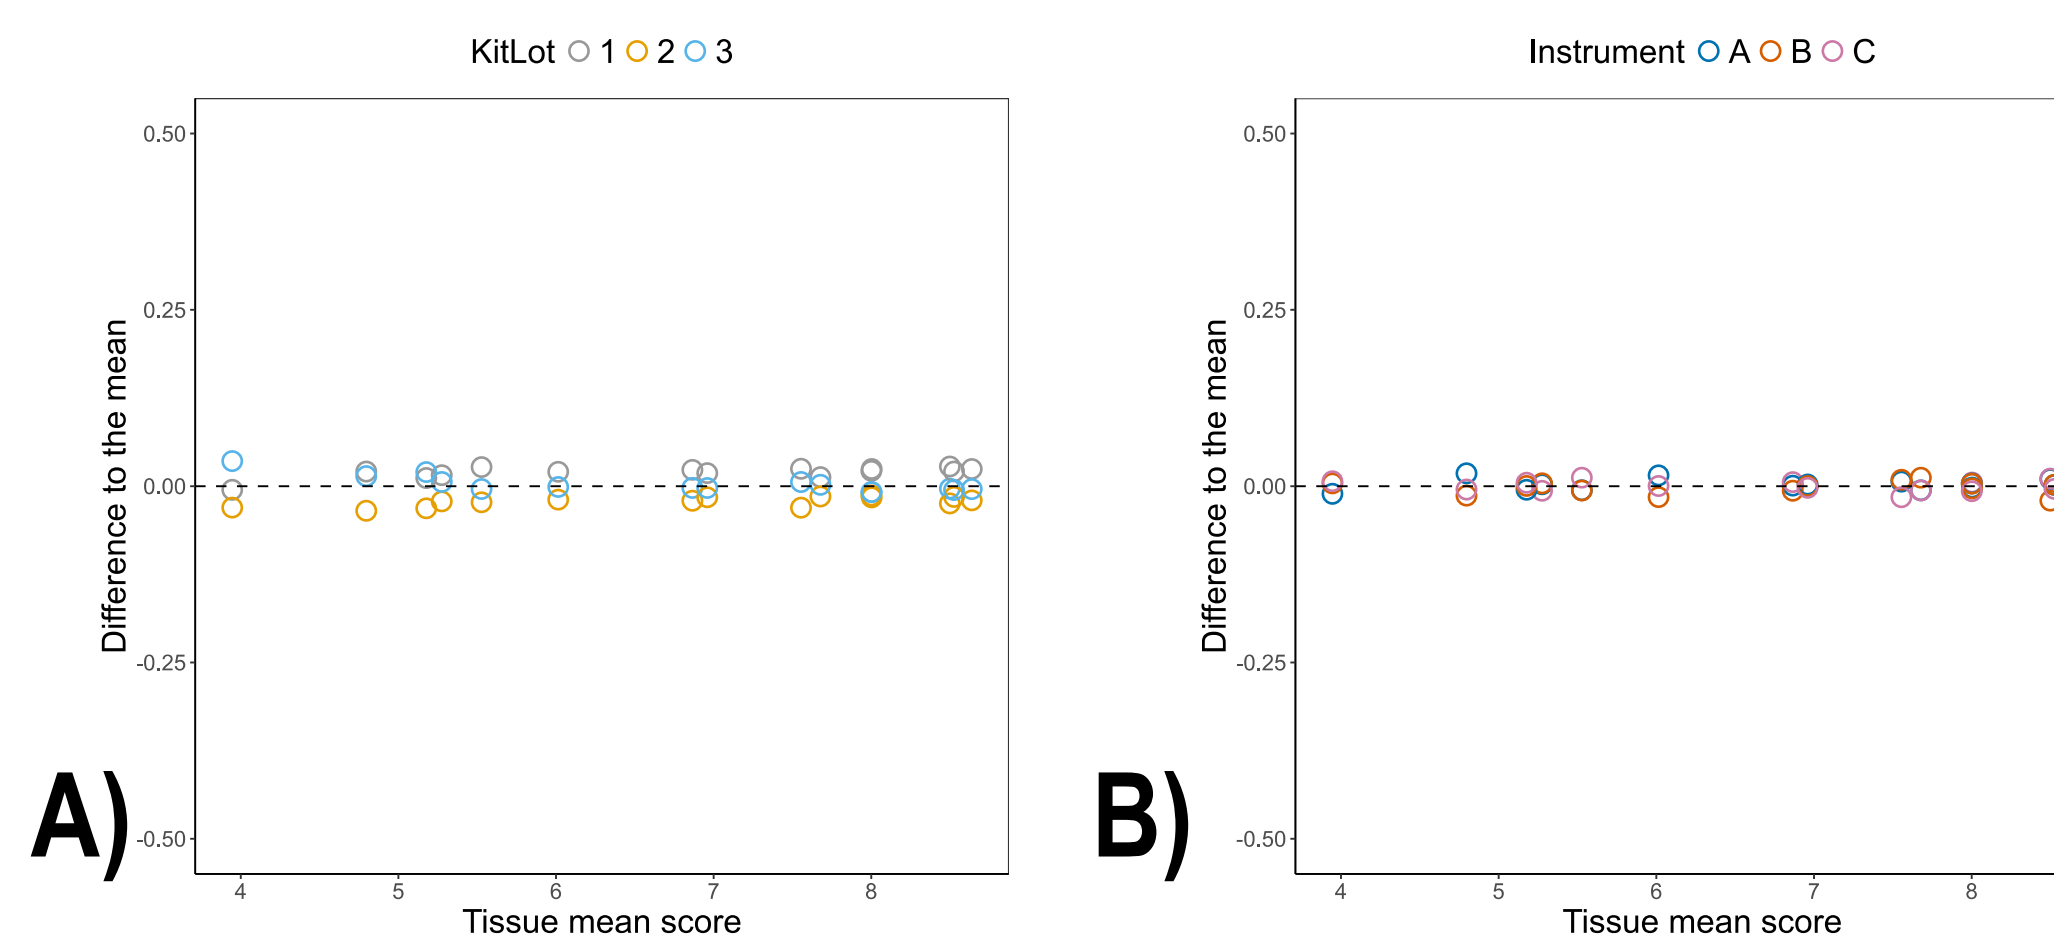 KitLot 1 2 3
0.50
0.25
0.00
-0.25
-0.50
Difference to the mean
4 5 6 7 8
Tissue mean score
A)
Instrument A B C
0.50
0.25
0.00
-0.25
-0.50
Difference to the mean
4 5 6 7 8
Tissue mean score
B)